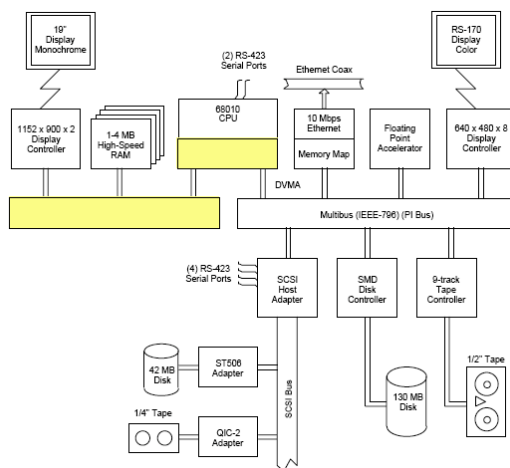 19"
Display
Monochrome
(2) RS-423
Serial Ports
Ethernet Coax
RS-170
Display
Color
1152 x 900 x 2
Display
Controller
1-4 MB
High-Speed
RAM
68010
CPU
10 Mbps
Ethernet
Memory Map
Floating
Point
Accelerator
640 x 480 x 8
Display
Controller
DVMA
Multibus (IEEE-796) (PI Bus)
(4) RS-423
Serial Ports
SCSI
Host
Adapter
SMD
Disk
Controller
9-track
Tape
Controller
42 MB
Disk
ST506
Adapter
SCSI Bus
130 MB
Disk
1/2" Tape
1/4" Tape
QIC-2
Adapter